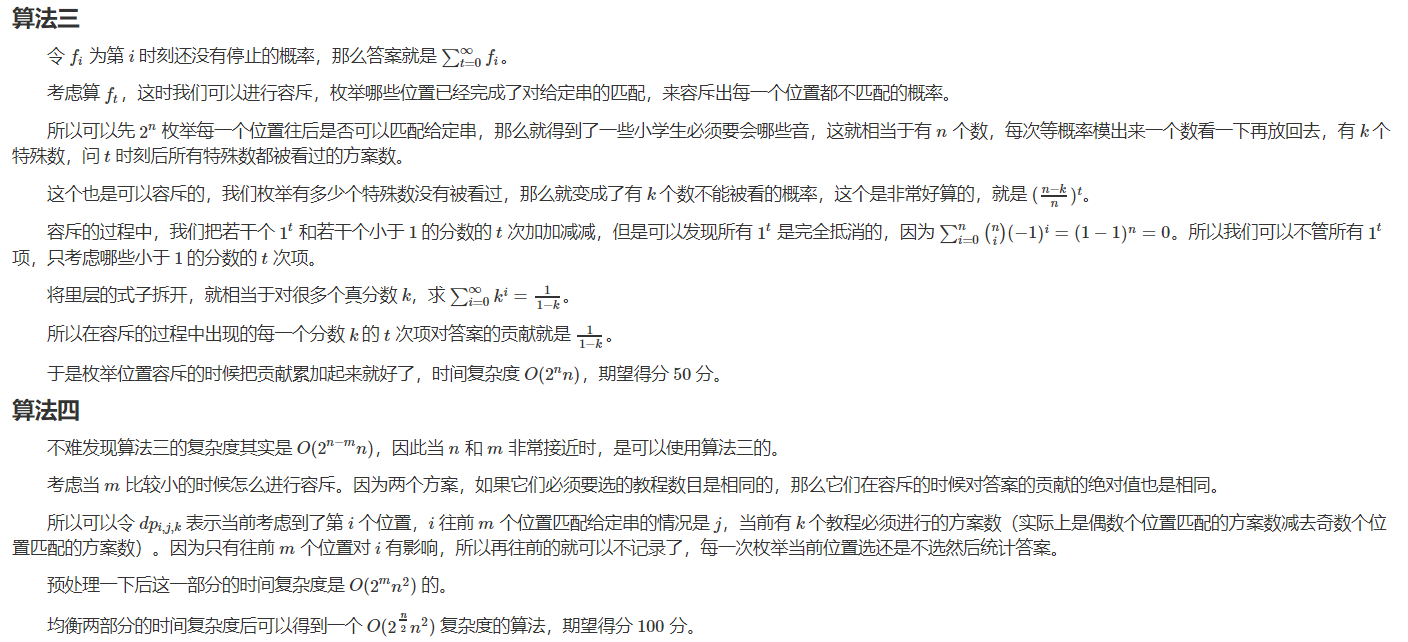 算法三
令 $f_i$ 为第 $i$ 时刻还没有停止的概率，那么答案就是 $\sum_{t=0}^{\infty} f_i$。
考虑算 $f_t$，这时我们可以进行容斥，枚举哪些位置已经完成了对给定串的匹配，来容斥出每一个位置都不匹配的概率。
所以可以先 $2^n$ 枚举每一个位置往后是否可以匹配给定串，那么就得到了一些小学生必须要会哪些音，这就相当于有 $n$ 个数，每次等概率模出来一个数看一下再放回去，有 $k$ 个
特殊数，问 $t$ 时刻后所有特殊数都被看过的方案数。
这个也是可以容斥的，我们枚举有多少个特殊数没有被看过，那么就变成了有 $k$ 个数不能被看的概率，这个是非常好算的，就是 $(\frac{n-k}{n})^t$。
容斥的过程中，我们把若干个 $1^t$ 和若干个小于 $1$ 的分数的 $t$ 次加加减减，但是可以发现所有 $1^t$ 是完全抵消的，因为 $\sum_{i=0}^{n} \binom{n}{i}(-1)^i = (1-1)^n = 0$。所以我们可以不管所有 $1^t$
项，只考虑哪些小于 $1$ 的分数的 $t$ 次项。
将里层的式子拆开，就相当于对很多个真分数 $k$，求 $\sum_{i=0}^{\infty} k^i = \frac{1}{1-k}$。
所以在容斥的过程中出现的每一个分数 $k$ 的 $t$ 次项对答案的贡献就是 $\frac{1}{1-k}$。
于是枚举位置容斥的时候把贡献累加起来就好了，时间复杂度 $O(2^n n)$，期望得分 $50$ 分。
算法四
不难发现算法三的复杂度其实是 $O(2^{n-m} n)$，因此当 $n$ 和 $m$ 非常接近时，是可以使用算法三的。
考虑当 $m$ 比较小的时候怎么进行容斥。因为两个方案，如果它们必须要选的教程数目是相同的，那么它们在容斥的时候对答案的贡献的绝对值也是相同。
所以可以令 $dp_{i,j,k}$ 表示当前考虑到了第 $i$ 个位置，$i$ 往前 $m$ 个位置匹配给定串的情况是 $j$，当前有 $k$ 个教程必须进行的方案数（实际上是偶数个位置匹配的方案数减去奇数个位
置匹配的方案数）。因为只有往前 $m$ 个位置对 $i$ 有影响，所以再往前的就可以不记录了，每一次枚举当前位置选还是不选然后统计答案。
预处理一下后这一部分的时间复杂度是 $O(2^m n^2)$ 的。
均衡两部分的时间复杂度后可以得到一个 $O(2^{\frac{n}{2}} n^2)$ 复杂度的算法，期望得分 $100$ 分。